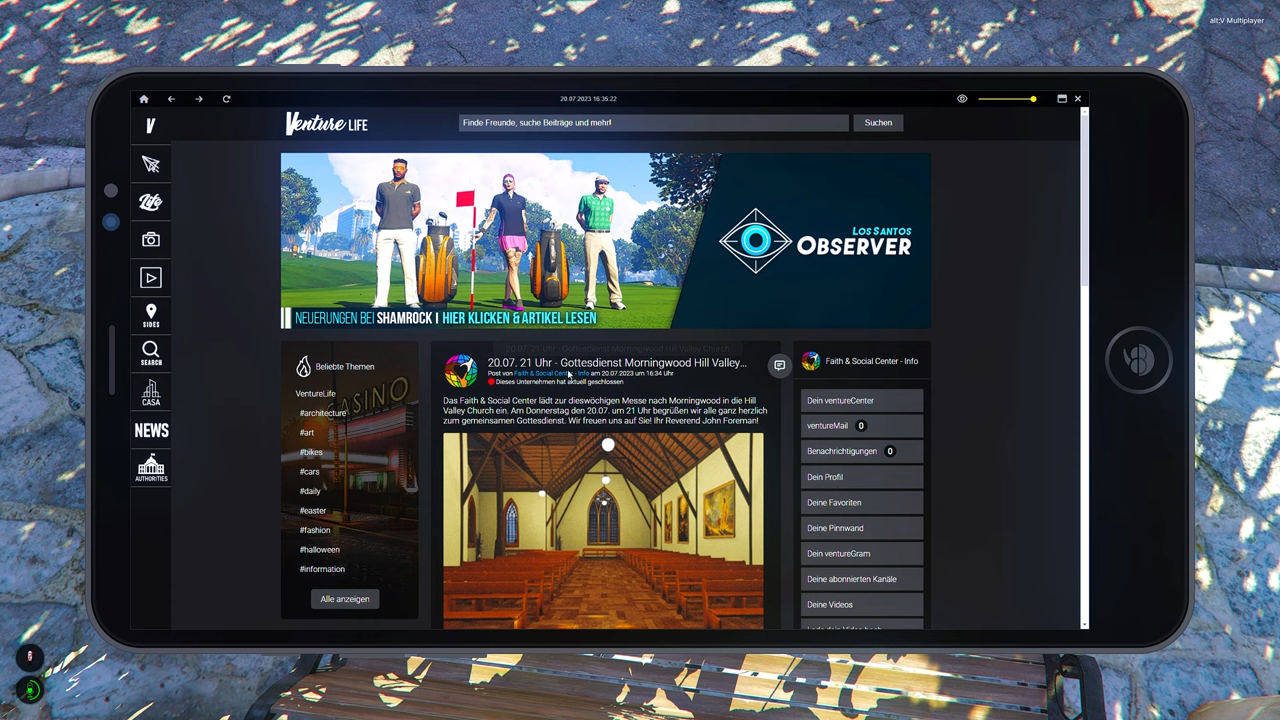 alt:V Multiplayer
20.07.2023 16:35:22
V
Venture LIFE
Finde Freunde, suche Beiträge und mehr!
Suchen
Life
SIDES
SEARCH
CASA
NEWS
AUTHORITIES
LOS SANTOS
OBSERVER
NEUERUNGEN BEI SHAMROCK I HIER KLICKEN & ARTIKEL LESEN
Beliebte Themen
VentureLife
#architecture
#art
#bikes
#cars
#daily
#easter
#fashion
#halloween
#information
Alle anzeigen
CASINO
20.07. 21 Uhr - Gottesdienst Morningwood Hill Valley...
Post von Faith & Social Center - Info am 20.07.2023 um 16:34 Uhr
Dieses Unternehmen hat aktuell geschlossen
Das Faith & Social Center lädt zur dieswöchigen Messe nach Morningwood in die Hill
Valley Church ein. Am Donnerstag den 20.07. um 21 Uhr begrüßen wir alle ganz herzlich
zum gemeinsamen Gottesdienst. Wir freuen uns auf Sie! Ihr Reverend John Foreman!
Faith & Social Center - Info
Dein ventureCenter
ventureMail 0
Benachrichtigungen 0
Dein Profil
Deine Favoriten
Deine Pinnwand
Dein ventureGram
Deine abonnierten Kanäle
Deine Videos